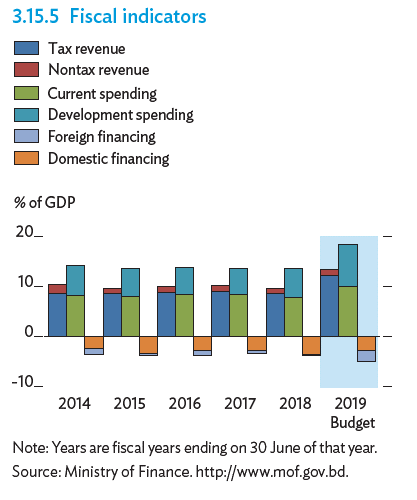 3.15.5 Fiscal indicators
Tax revenue
Nontax revenue
Current spending
Development spending
Foreign financing
Domestic financing
% of GDP
20
10
0
-10
2014 2015 2016 2017 2018 2019
Budget
Note: Years are fiscal years ending on 30 June of that year.
Source: Ministry of Finance. http://www.mof.gov.bd.